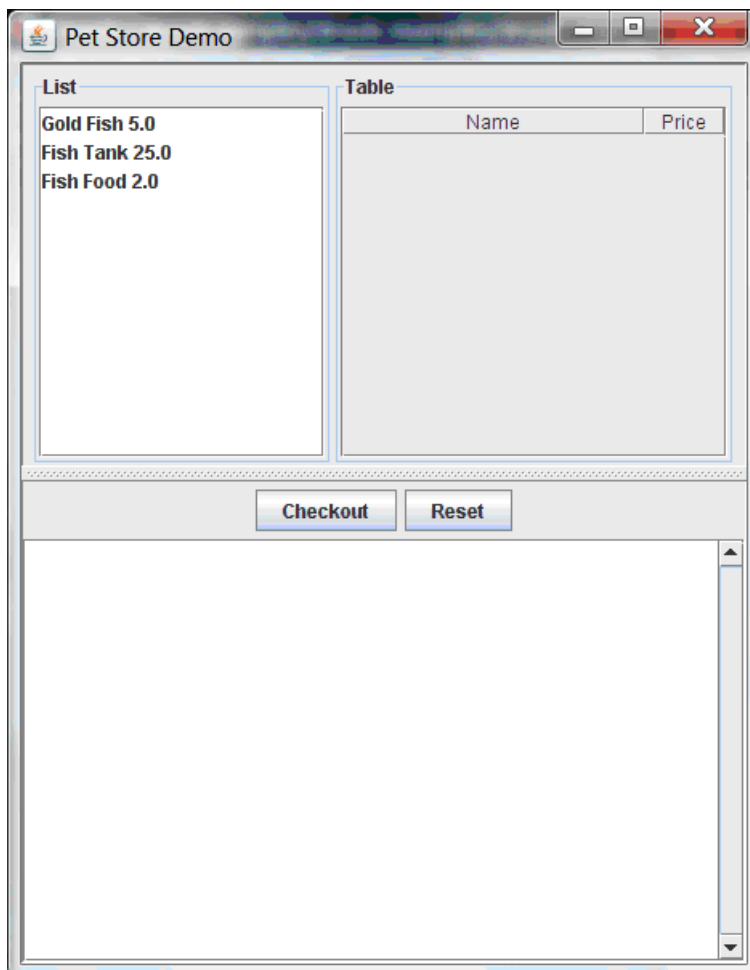 Pet Store Demo
List
Gold Fish 5.0
Fish Tank 25.0
Fish Food 2.0
Table
Name Price
Checkout Reset